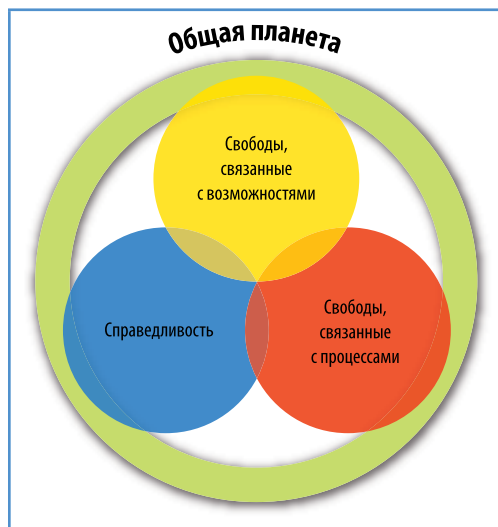 Общая планета
Свободы,
связанные
с возможностями
Справедливость
Свободы,
связанные
с процессами